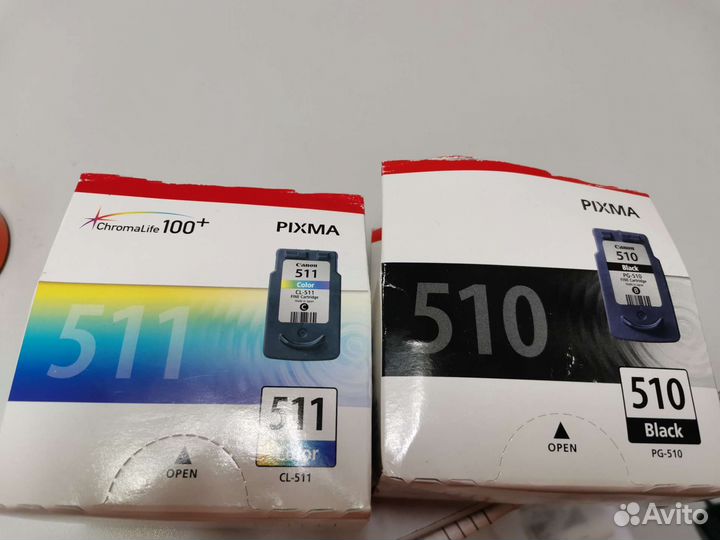 ChromaLife 100+
PIXMA
Canon
511
Color
CL-511
FINE Cartridge
C
511
511
Color
CL-511
OPEN
PIXMA
Canon
510
Black
PG-510
FINE Cartridge
B
510
510
Black
PG-510
OPEN
Avito